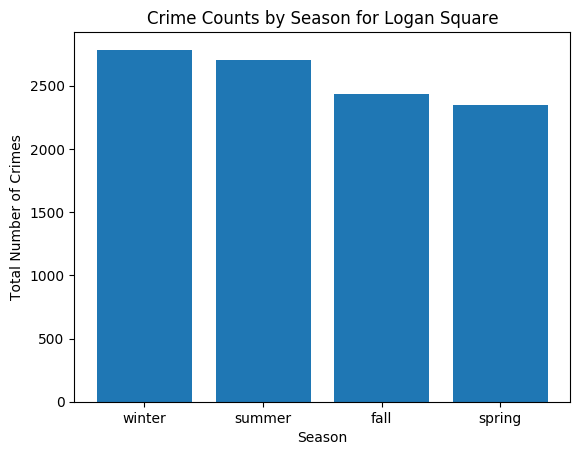 Crime Counts by Season for Logan Square
Total Number of Crimes
2500
2000
1500
1000
500
0
winter summer fall spring
Season